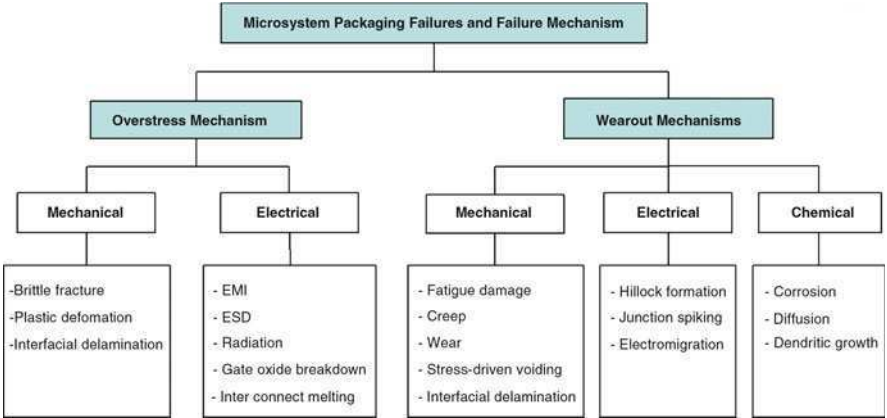 Microsystem Packaging Failures and Failure Mechanism
Overstress Mechanism
Wearout Mechanisms
Mechanical
Electrical
Mechanical
Electrical
Chemical
-Brittle fracture
-Plastic defomation
-Interfacial delamination
- EMI
- ESD
- Radiation
- Gate oxide breakdown
- Inter connect melting
- Fatigue damage
- Creep
- Wear
- Stress-driven voiding
- Interfacial delamination
- Hillock formation
- Junction spiking
- Electromigration
- Corrosion
- Diffusion
- Dendritic growth